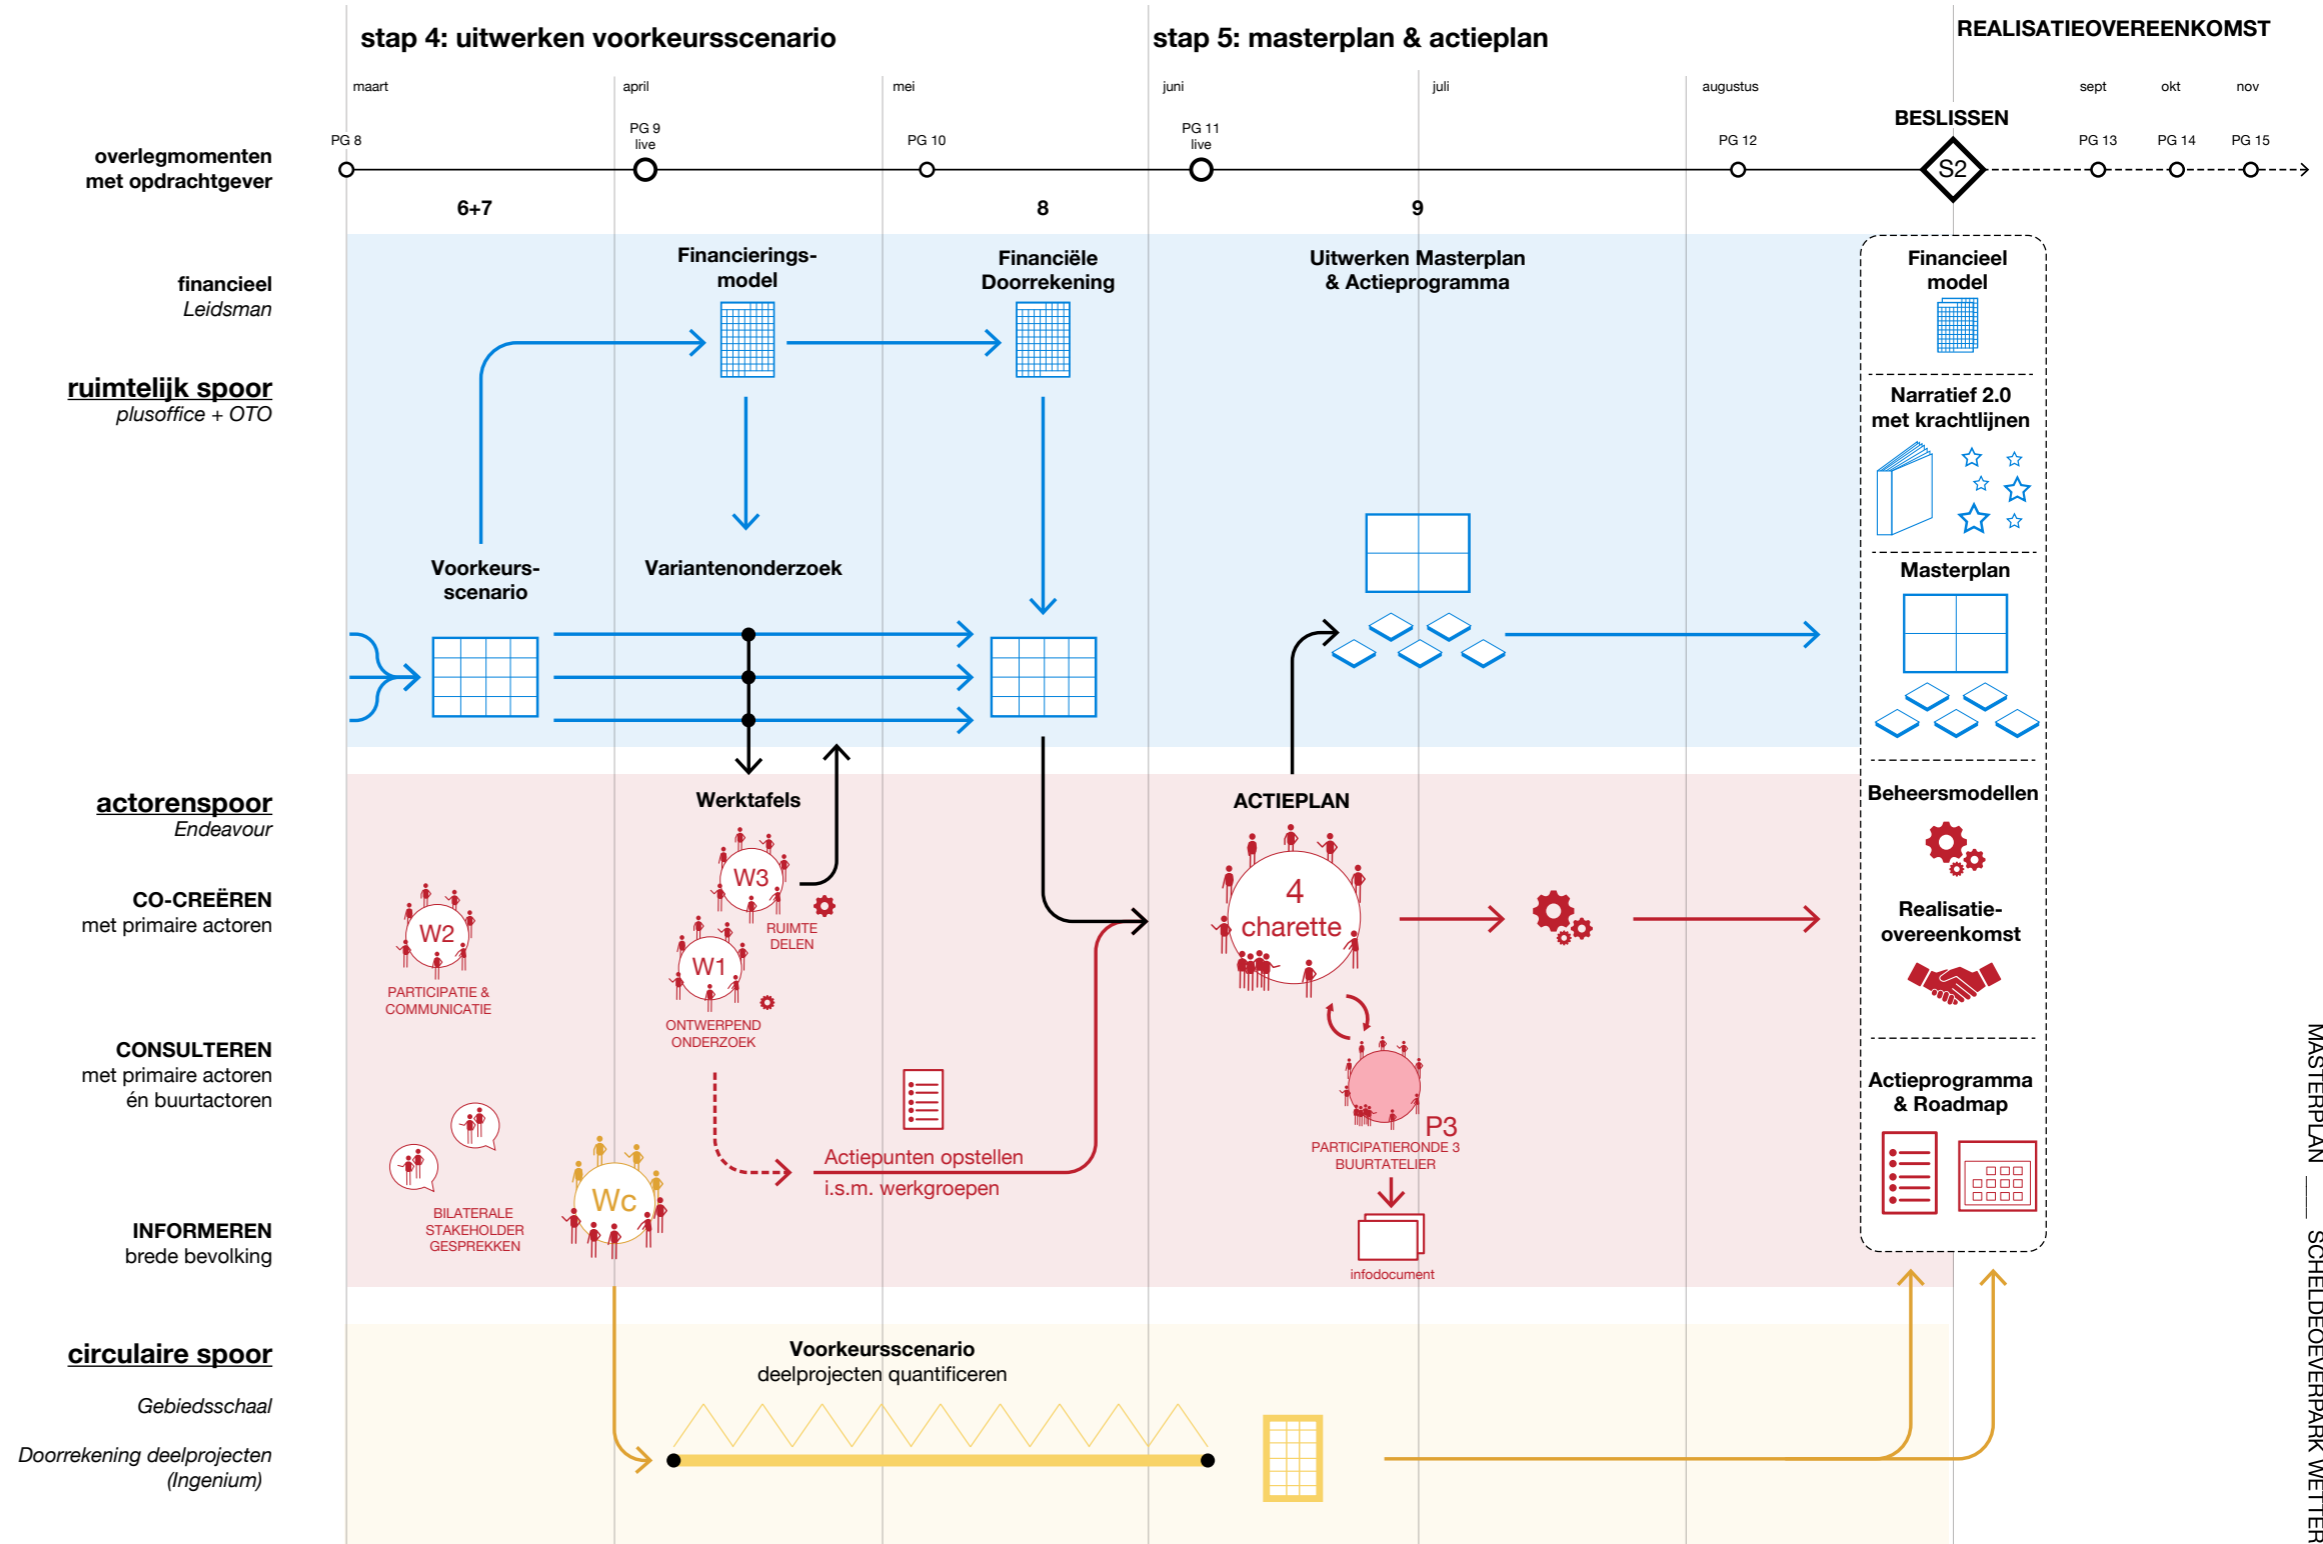 stap 4: uitwerken voorkeursscenario
stap 5: masterplan & actieplan
REALISATIEOVEREENKOMST
maart
april
mei
juni
juli
augustus
sept
okt
nov
BESLISSEN
overlegmomenten
met opdrachtgever
PG 8
PG 9
live
PG 10
PG 11
live
PG 12
S2
PG 13
PG 14
PG 15
6+7
8
9
financieel
Leidsman
ruimtelijk spoor
plusoffice + OTO
Financierings-
model
Financiële
Doorrekening
Uitwerken Masterplan
& Actieprogramma
Voorkeurs-
scenario
Variantenonderzoek
Financieel
model
Narratief 2.0
met krachtlijnen
Masterplan
Beheersmodellen
Realisatie-
overeenkomst
Actieprogramma
& Roadmap
actorenspoor
Endeavour
CO-CREËREN
met primaire actoren
CONSULTEREN
met primaire actoren
én buurtactoren
INFORMEREN
brede bevolking
Werktafels
W3
RUIMTE
DELEN
W2
PARTICIPATIE &
COMMUNICATIE
W1
ONTWERPEND
ONDERZOEK
BILATERALE
STAKEHOLDER
GESPREKKEN
Wc
Actiepunten opstellen
i.s.m. werkgroepen
ACTIEPLAN
4
charette
P3
PARTICIPATIERONDE 3
BUURTATELIER
infodocument
circulaire spoor
Gebiedsschaal
Doorrekening deelprojecten
(Ingenium)
Voorkeursscenario
deelprojecten quantificeren
MASTERPLAN ___ SCHELDEOEVERPARK WETTER